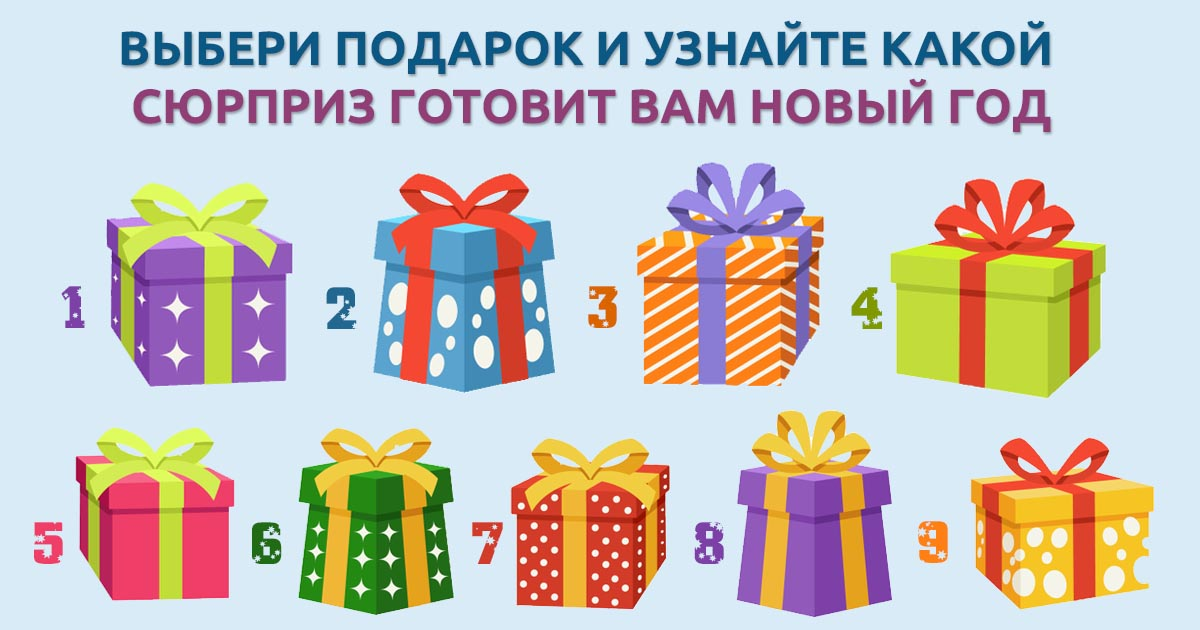 ВЫБЕРИ ПОДАРОК И УЗНАЙТЕ КАКОЙ
СЮРПРИЗ ГОТОВИТ ВАМ НОВЫЙ ГОД
1 2 3 4
5 6 7 8 9